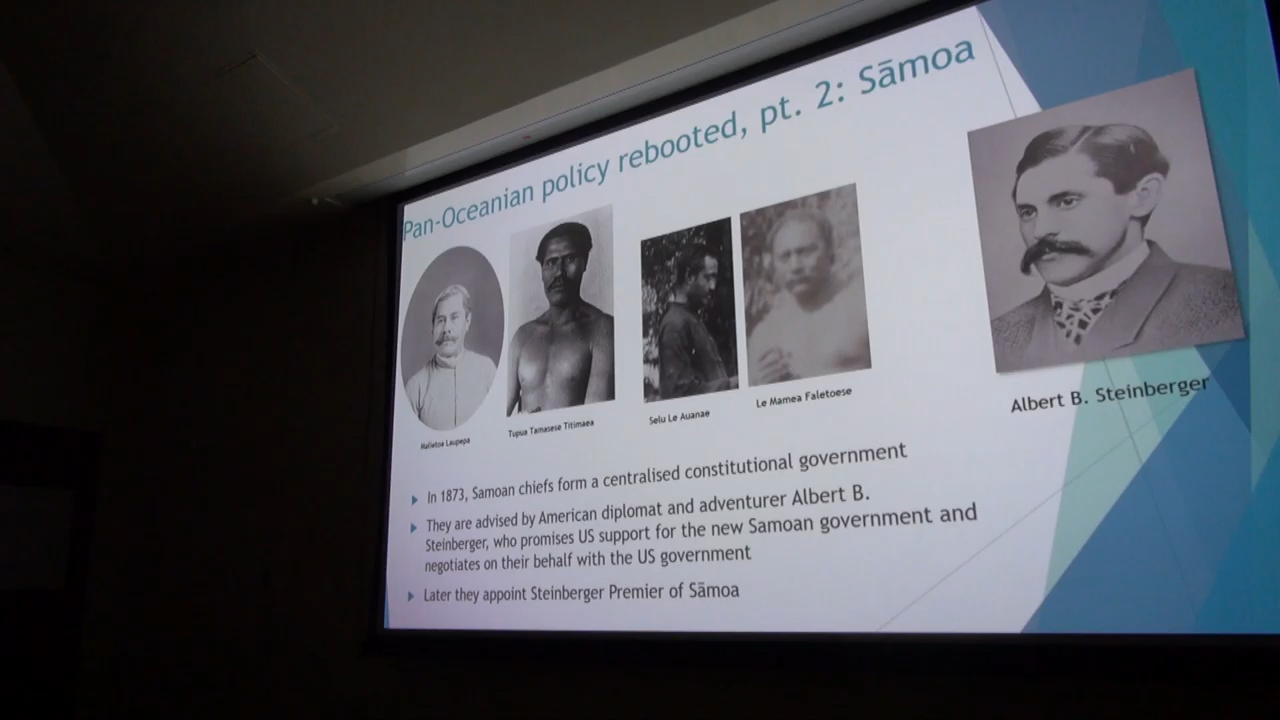 Pan-Oceanian policy rebooted, pt. 2: Sāmoa
Malietoa Laupepa
Tupua Tamasese Titimaea
Selu Le Auanae
Le Mamea Faletoese
Albert B. Steinberger
In 1873, Samoan chiefs form a centralised constitutional government
They are advised by American diplomat and adventurer Albert B.
Steinberger, who promises US support for the new Samoan government and
negotiates on their behalf with the US government
Later they appoint Steinberger Premier of Sāmoa